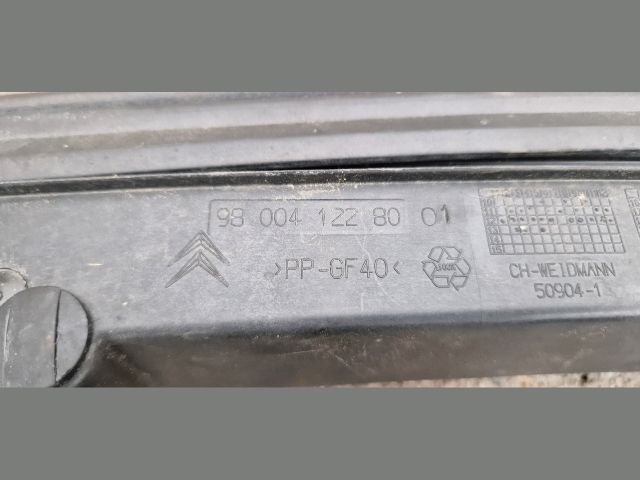 98 004 122 80 01
>PP-GF40<
CH-WEIDMANN
50904-1